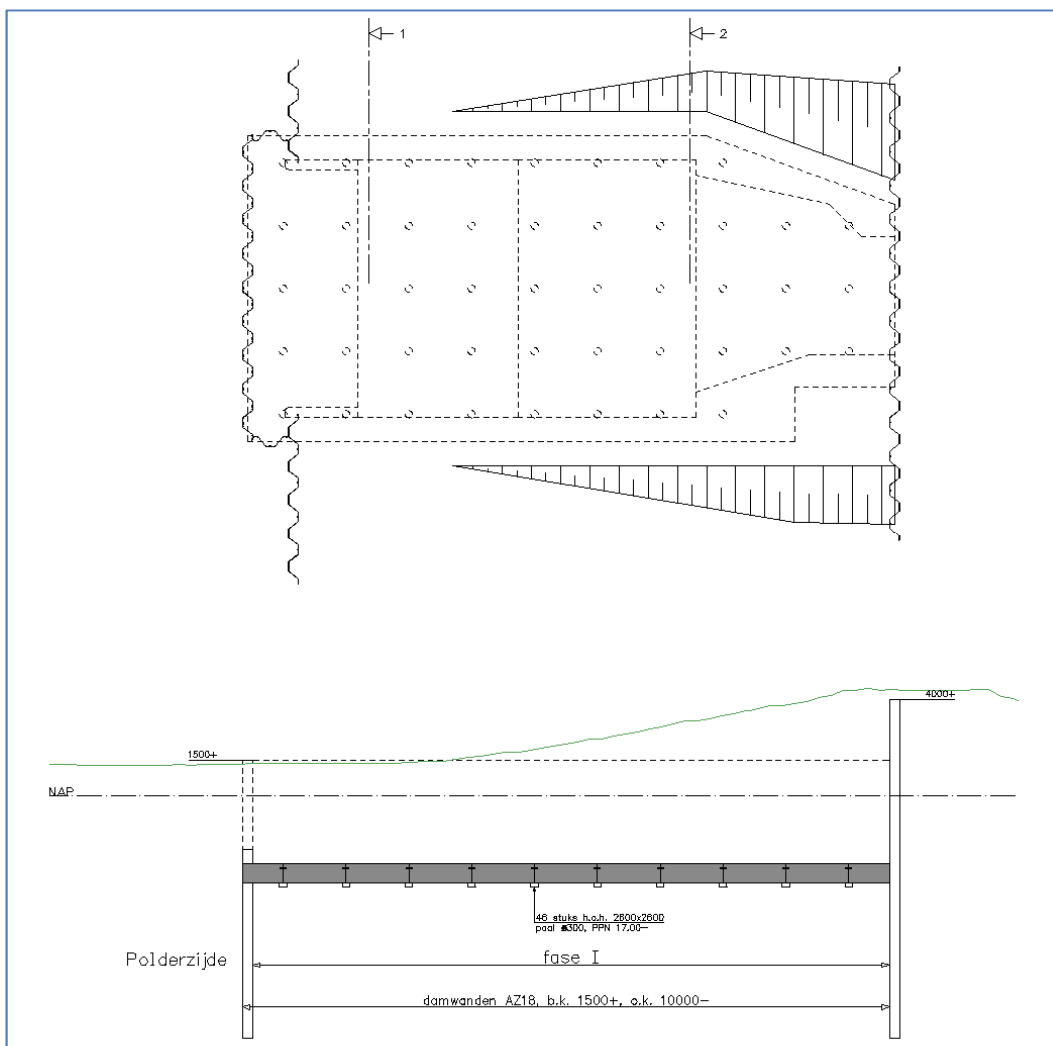 1
2
4000+
1500+
NAP
46 stuks h.o.h. 2600x2600
paal ø300, PPN 17.00-
Polderzijde
fase I
damwanden AZ18, b.k. 1500+, o.k. 10000-